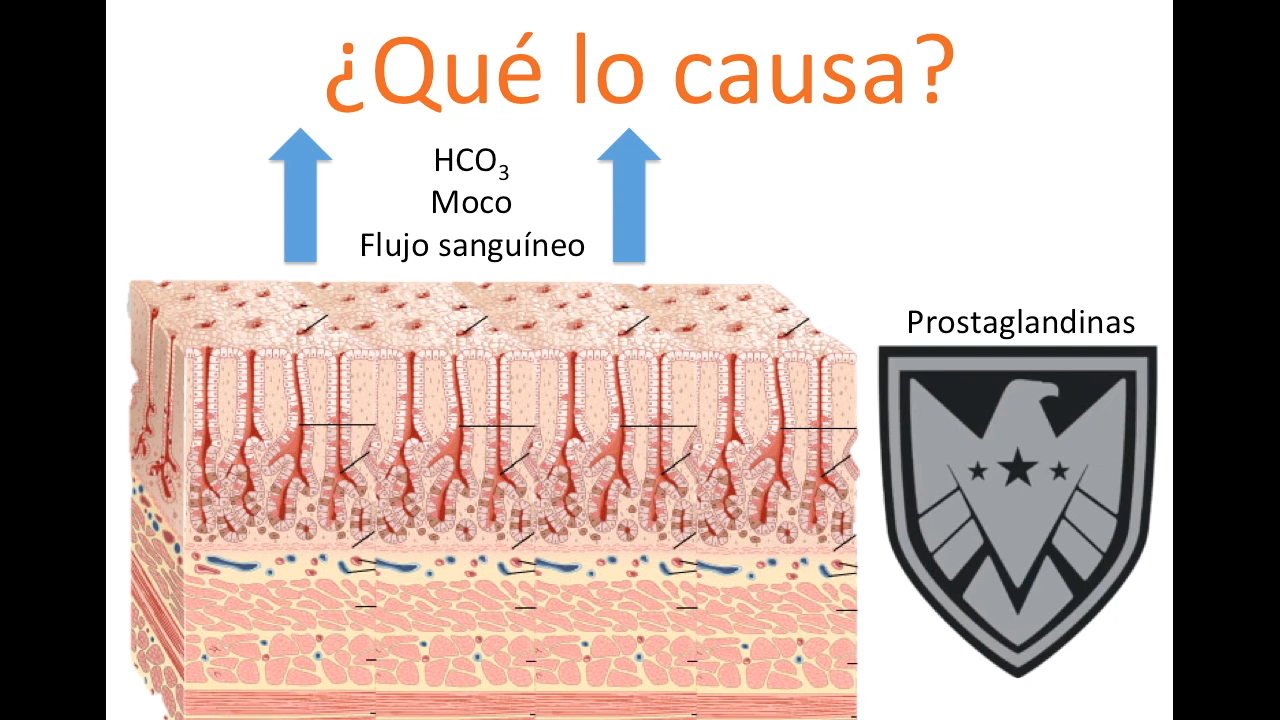 ¿Qué lo causa?
HCO₃
Moco
Flujo sanguíneo
Prostaglandinas